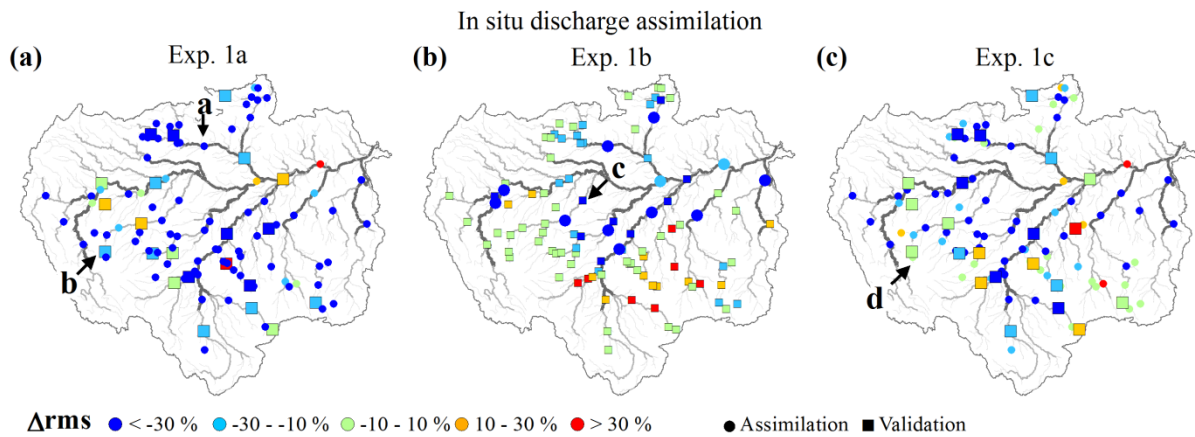 In situ discharge assimilation
(a) Exp. 1a (b) Exp. 1b (c) Exp. 1c
a
c
b
d
Δrms < -30 % -30 - -10 % -10 - 10 % 10 - 30 % > 30 % Assimilation Validation